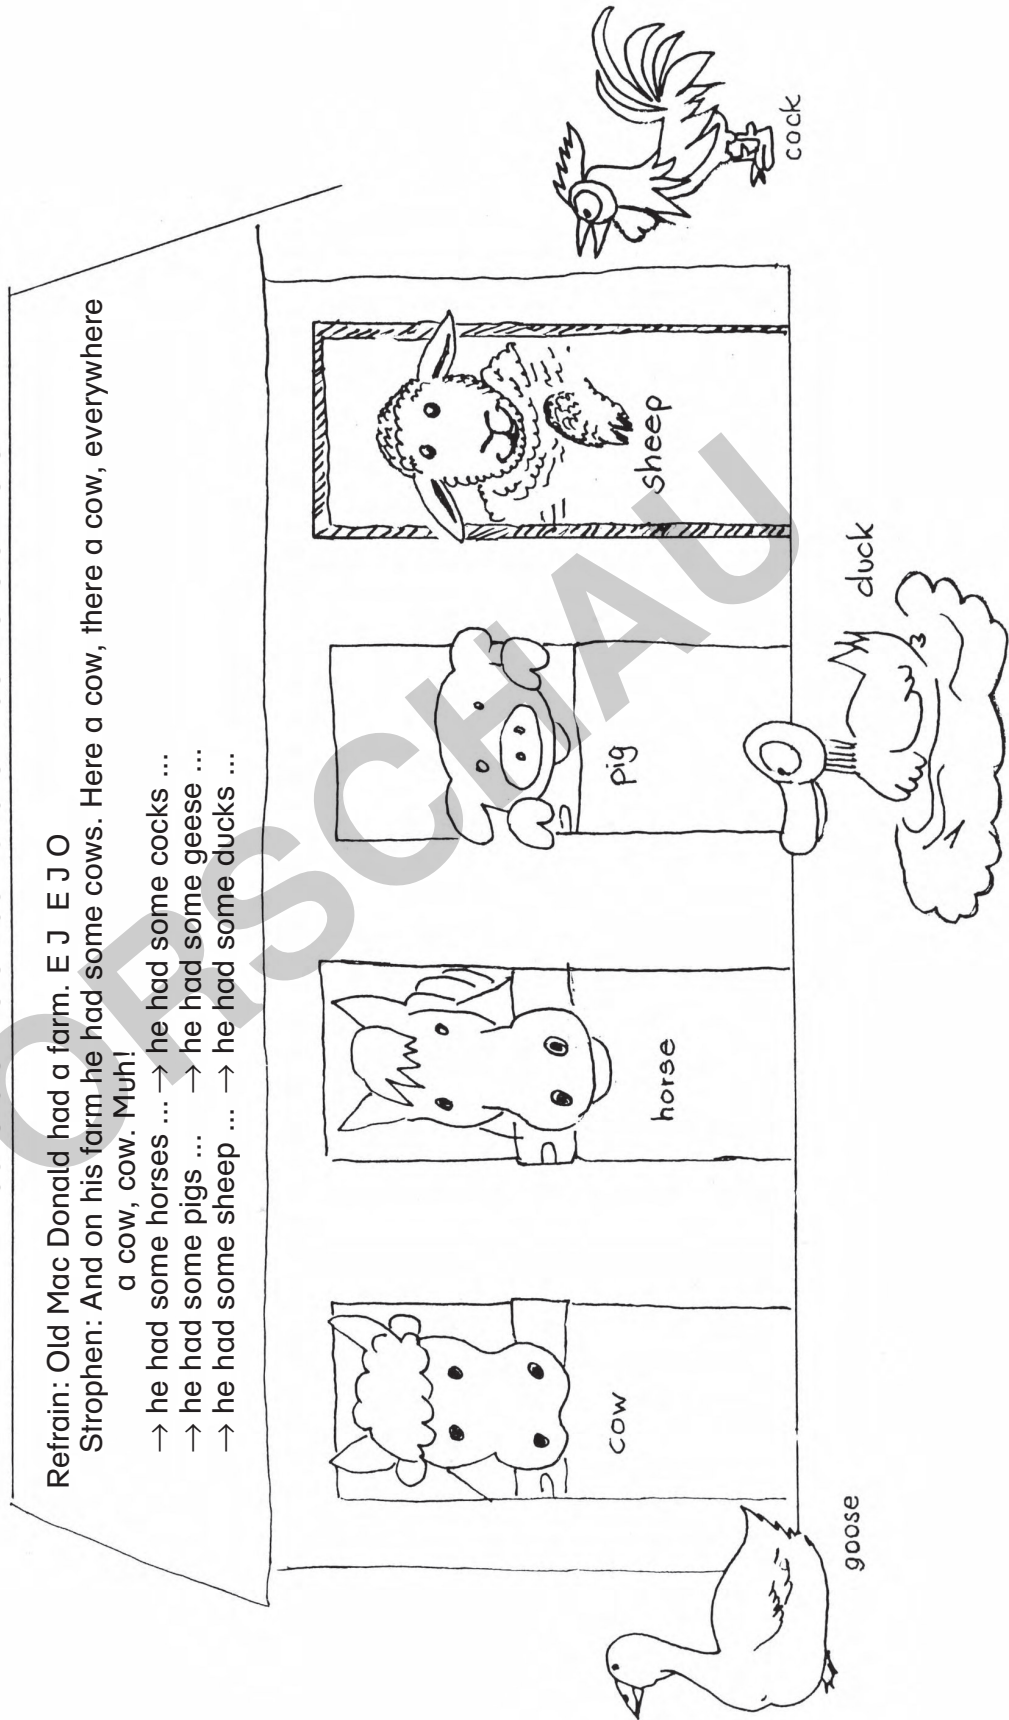 Refrain: Old Mac Donald had a farm. E J E J O
Strophen: And on his farm he had some cows. Here a cow, there a cow, everywhere
a cow, cow. Muh!
→ he had some horses ... → he had some cocks ...
→ he had some pigs ... → he had some geese ...
→ he had some sheep ... → he had some ducks ...
cow
horse
pig
sheep
goose
duck
cock
ORSCHAU